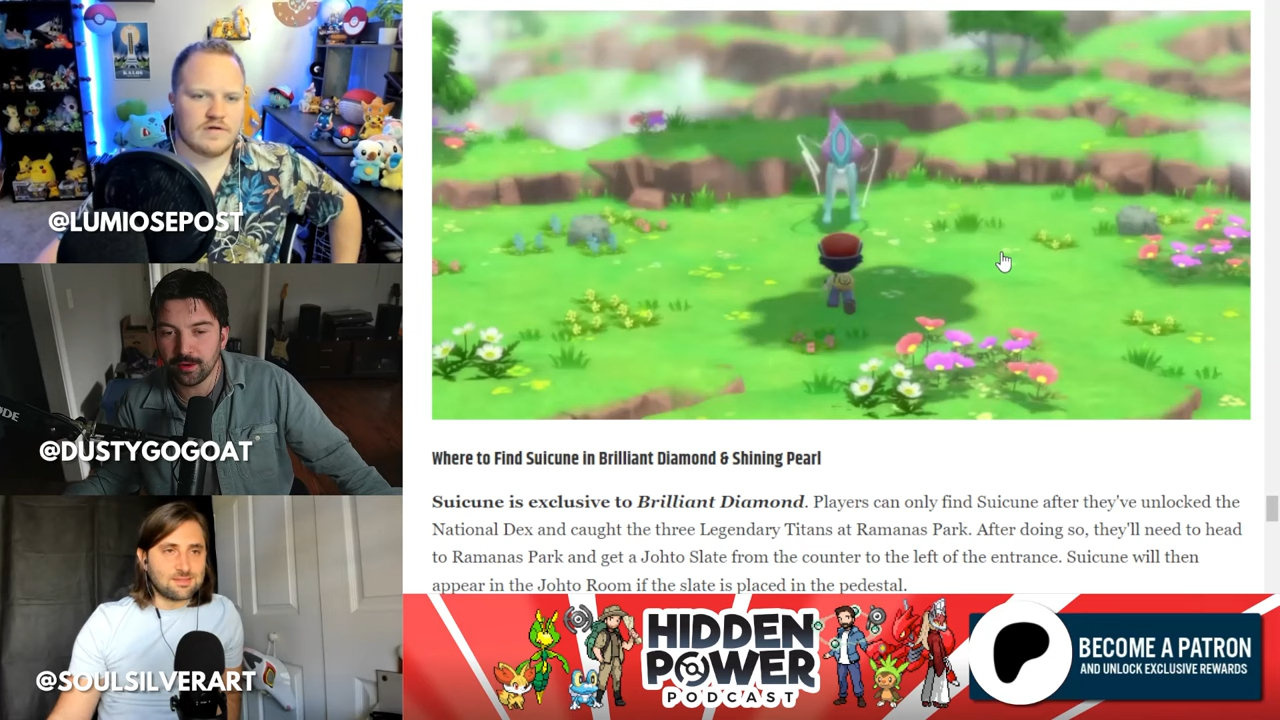 KALOS
@LUMIOSEPOST
ODE
@DUSTYGOGOAT
@SOULSILVERART
Where to Find Suicune in Brilliant Diamond & Shining Pearl
Suicune is exclusive to Brilliant Diamond. Players can only find Suicune after they've unlocked the
National Dex and caught the three Legendary Titans at Ramanas Park. After doing so, they'll need to head
to Ramanas Park and get a Johto Slate from the counter to the left of the entrance. Suicune will then
appear in the Johto Room if the slate is placed in the pedestal.
HIDDEN
POWER
PODCAST
BECOME A PATRON
AND UNLOCK EXCLUSIVE REWARDS